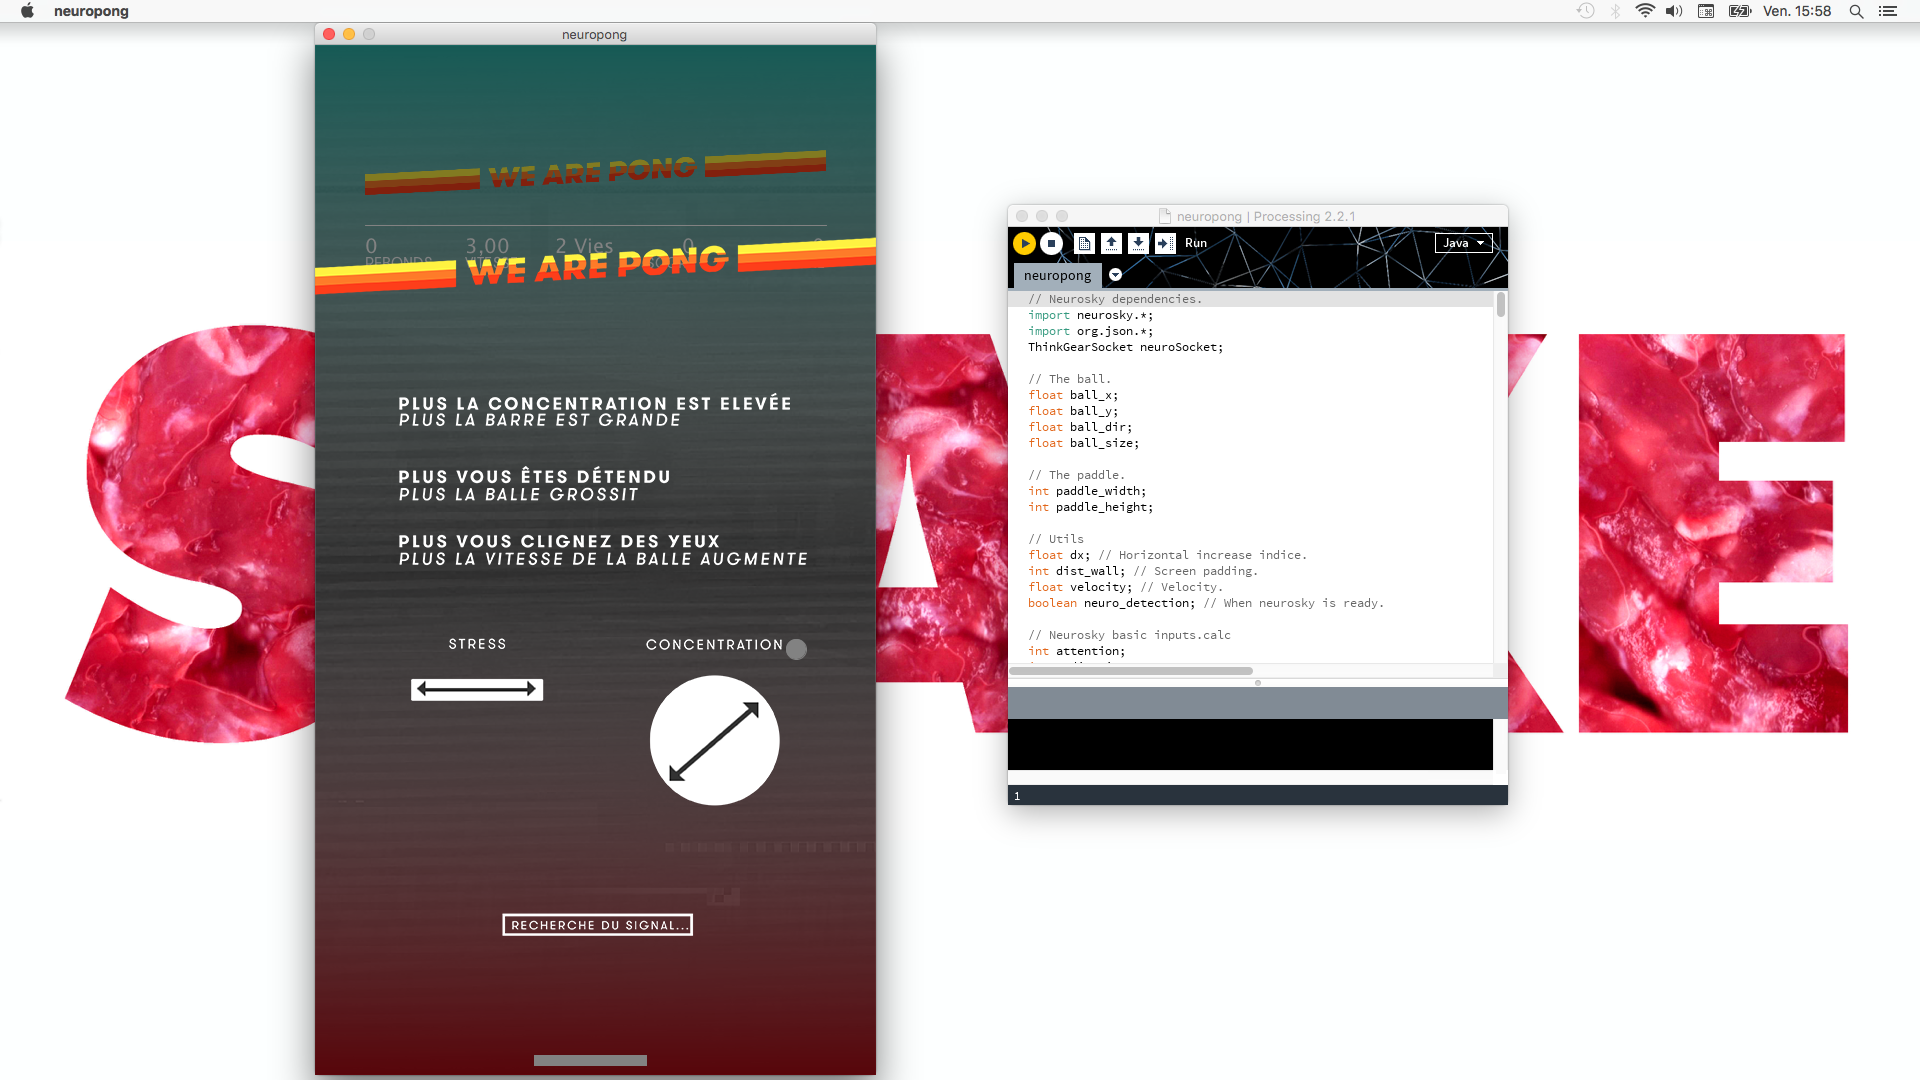 neuropong
Ven. 15:58
neuropong
WE ARE PONG
0 3,00 2 Vies 0
REBONDS
WE ARE PONG
PLUS LA CONCENTRATION EST ELEVÉE
PLUS LA BARRE EST GRANDE
PLUS VOUS ÊTES DÉTENDU
PLUS LA BALLE GROSSIT
PLUS VOUS CLIGNEZ DES YEUX
PLUS LA VITESSE DE LA BALLE AUGMENTE
STRESS
CONCENTRATION
RECHERCHE DU SIGNAL...
neuropong | Processing 2.2.1
Run
Java
neuropong
// Neurosky dependencies.
import neurosky.*;
import org.json.*;
ThinkGearSocket neuroSocket;
// The ball.
float ball_x;
float ball_y;
float ball_dir;
float ball_size;
// The paddle.
int paddle_width;
int paddle_height;
// Utils
float dx; // Horizontal increase indice.
int dist_wall; // Screen padding.
float velocity; // Velocity.
boolean neuro_detection; // When neurosky is ready.
// Neurosky basic inputs.calc
int attention;
1